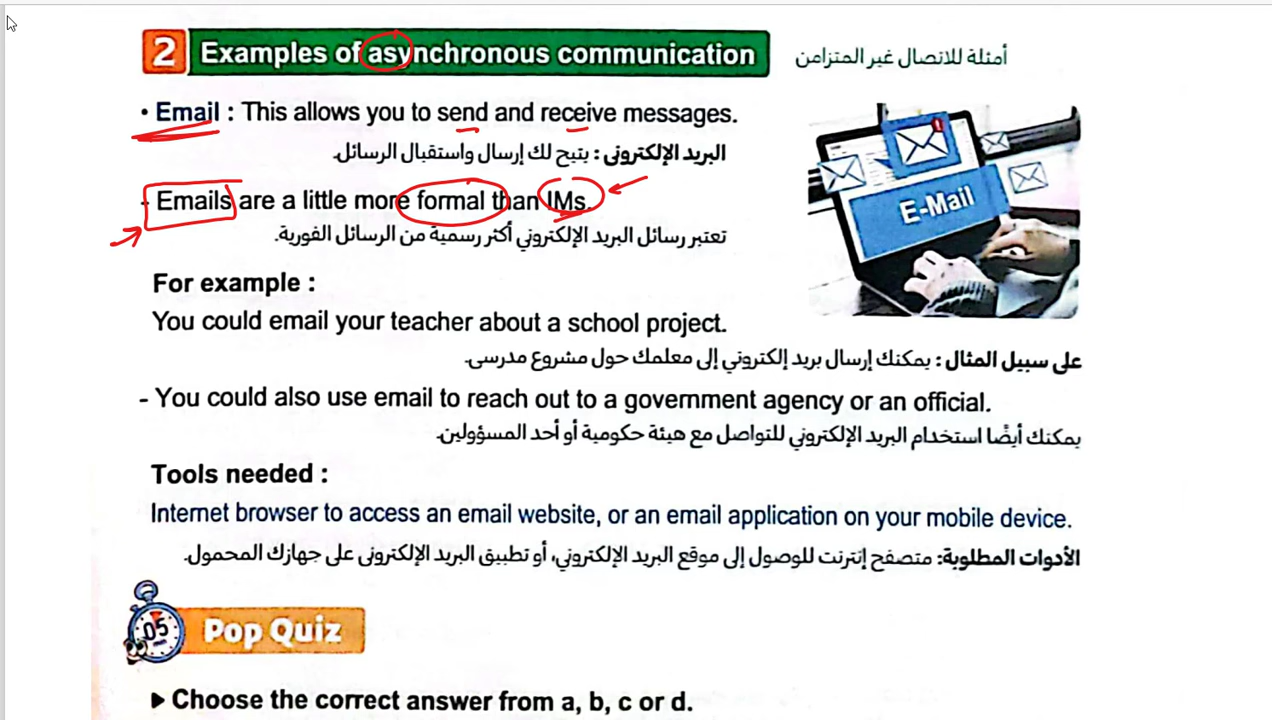 2 Examples of asynchronous communication أمثلة للاتصال غير المتزامن
• Email : This allows you to send and receive messages.
البريد الإلكترونى : يتيح لك إرسال واستقبال الرسائل.
- Emails are a little more formal than IMs.
تعتبر رسائل البريد الإلكتروني أكثر رسمية من الرسائل الفورية.
E-Mail
1
For example :
You could email your teacher about a school project.
على سبيل المثال : يمكنك إرسال بريد إلكتروني إلى معلمك حول مشروع مدرسى.
- You could also use email to reach out to a government agency or an official.
يمكنك أيضًا استخدام البريد الإلكتروني للتواصل مع هيئة حكومية أو أحد المسؤولين.
Tools needed :
Internet browser to access an email website, or an email application on your mobile device.
الأدوات المطلوبة: متصفح إنترنت للوصول إلى موقع البريد الإلكتروني، أو تطبيق البريد الإلكترونى على جهازك المحمول.
05
Pop Quiz
▶ Choose the correct answer from a, b, c or d.